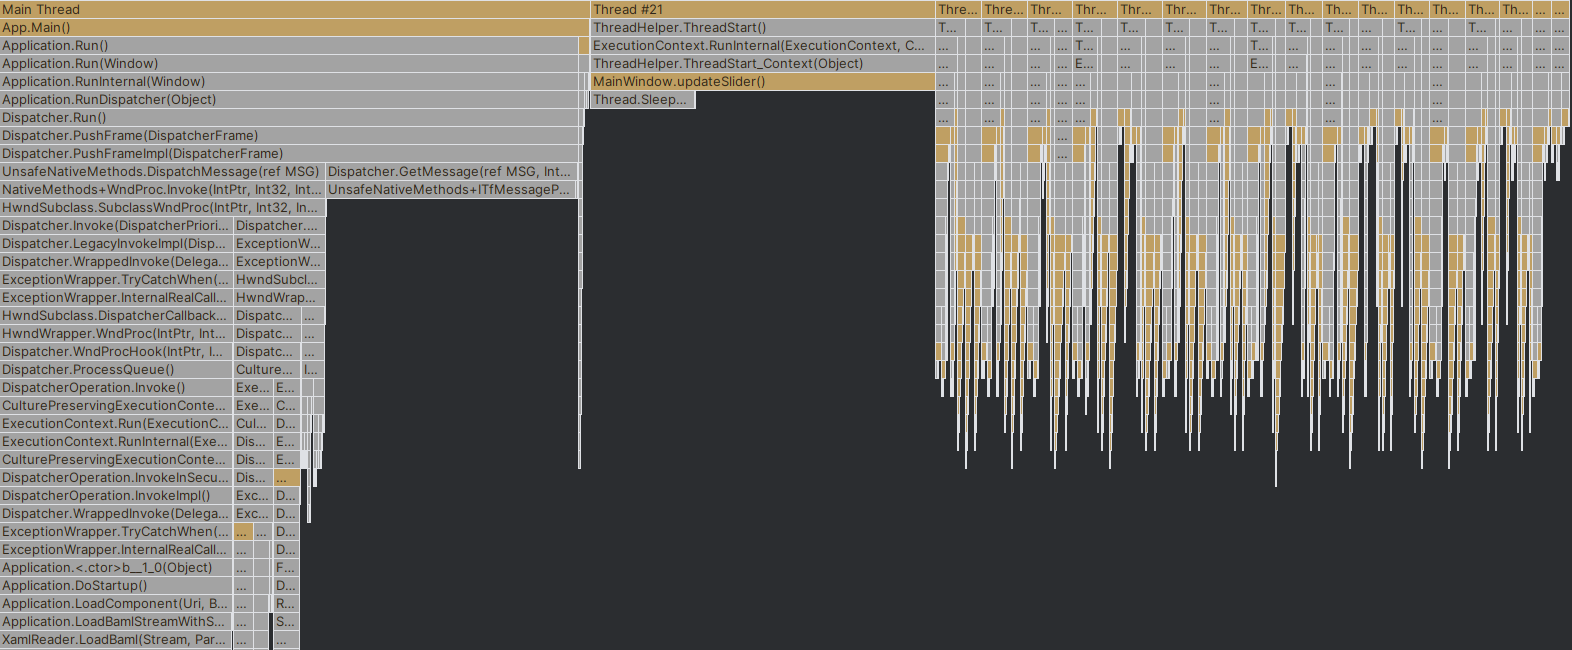 Main Thread Thread #21 Thre... Thre... Thr... Thr... Thr... Thr... Thr... Thr... Th... Th... Th... Th... Th... Th... ... ...
App.Main() ThreadHelper.ThreadStart() T... T... T... ... T... ... T... ... T... ... T... ... T... ...
Application.Run() ExecutionContext.RunInternal(ExecutionContext, C... ... ... ... ... T... ... ... ... T... ... ... ...
Application.Run(Window) ThreadHelper.ThreadStart_Context(Object) ... ... ... ... E... ... ... ... E... ... ... ...
Application.RunInternal(Window) MainWindow.updateSlider() ... ... ... ... ... ... ... ...
Application.RunDispatcher(Object) Thread.Sleep... ... ... ... ... ... ... ... ...
Dispatcher.Run() ... ... ... ... ... ... ...
Dispatcher.PushFrame(DispatcherFrame) ...
Dispatcher.PushFrameImpl(DispatcherFrame) ...
UnsafeNativeMethods.DispatchMessage(ref MSG) Dispatcher.GetMessage(ref MSG, Int...
NativeMethods+WndProc.Invoke(IntPtr, Int32, Int... UnsafeNativeMethods+ITfMessageP...
HwndSubclass.SubclassWndProc(IntPtr, Int32, In...
Dispatcher.Invoke(DispatcherPriori... Dispatcher....
Dispatcher.LegacyInvokeImpl(Disp... ExceptionW...
Dispatcher.WrappedInvoke(Delega... ExceptionW...
ExceptionWrapper.TryCatchWhen(... HwndSubcl...
ExceptionWrapper.InternalRealCall... HwndWrap...
HwndSubclass.DispatcherCallback... Dispatc... ...
HwndWrapper.WndProc(IntPtr, Int... Dispatc... ...
Dispatcher.WndProcHook(IntPtr, I... Dispatc... ...
Dispatcher.ProcessQueue() Culture... I...
DispatcherOperation.Invoke() Exe... E...
CulturePreservingExecutionConte... Exe... C...
ExecutionContext.Run(ExecutionC... Cul... D...
ExecutionContext.RunInternal(Exe... Dis... E...
CulturePreservingExecutionConte... Dis... E...
DispatcherOperation.InvokeInSecu... Dis... ...
DispatcherOperation.InvokeImpl() Exc... D...
Dispatcher.WrappedInvoke(Delega... Exc... D...
ExceptionWrapper.TryCatchWhen(... ... ... D...
ExceptionWrapper.InternalRealCall... ... D...
Application.<.ctor>b__1_0(Object) ... F...
Application.DoStartup() ... D...
Application.LoadComponent(Uri, B... ... R...
Application.LoadBamlStreamWithS... ... S...
XamlReader.LoadBaml(Stream, Par... ... ...